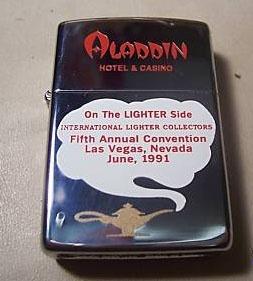 ALADDIN
HOTEL & CASINO
On The LIGHTER Side
INTERNATIONAL LIGHTER COLLECTORS
Fifth Annual Convention
Las Vegas, Nevada
June, 1991